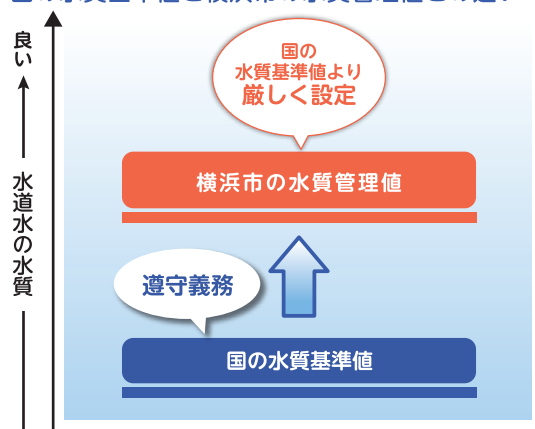 良い
水道水の水質
国の
水質基準値より
厳しく設定
横浜市の水質管理値
遵守義務
国の水質基準値